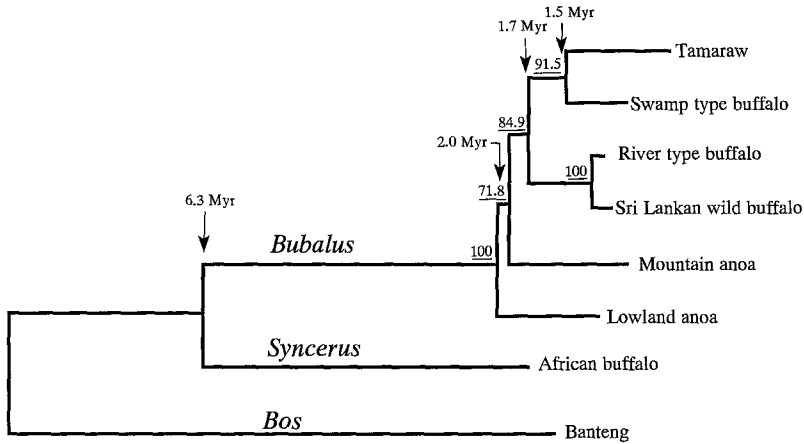 1.5 Myr
1.7 Myr
Tamaraw
91.5
Swamp type buffalo
84.9
2.0 Myr
River type buffalo
100
71.8
6.3 Myr
Sri Lankan wild buffalo
Bubalus
100
Mountain anoa
Lowland anoa
Syncerus
African buffalo
Bos
Banteng